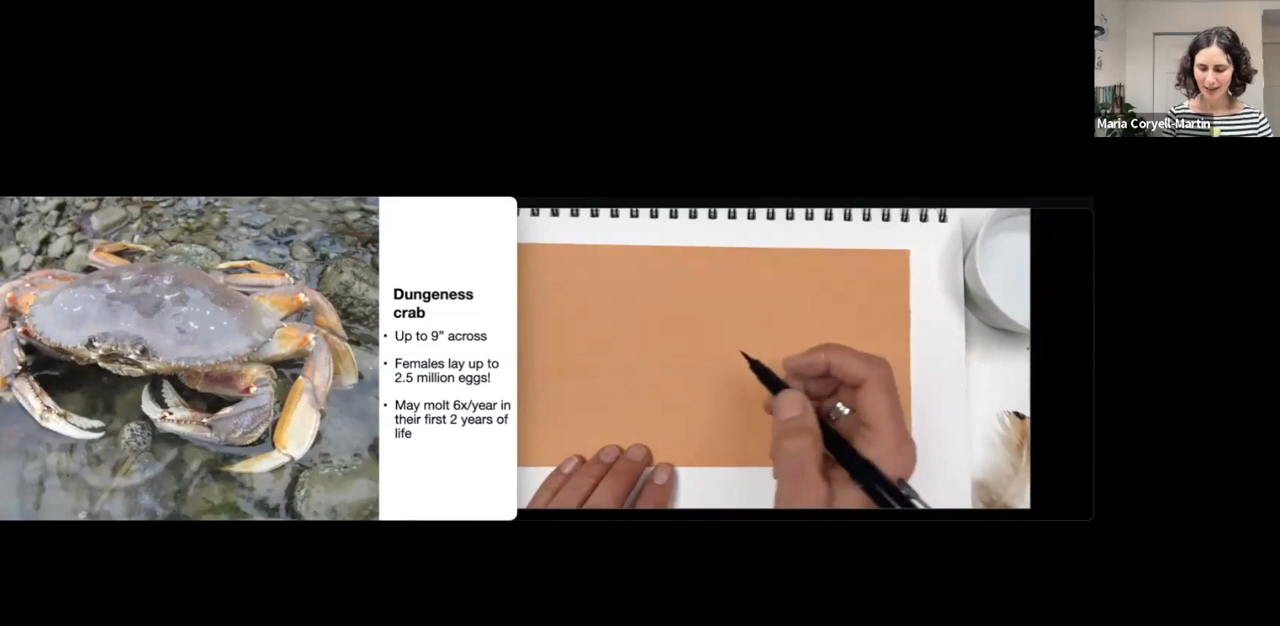 Maria Coryell-Martin
Dungeness
crab
• Up to 9” across
• Females lay up to
2.5 million eggs!
• May molt 6x/year in
their first 2 years of
life